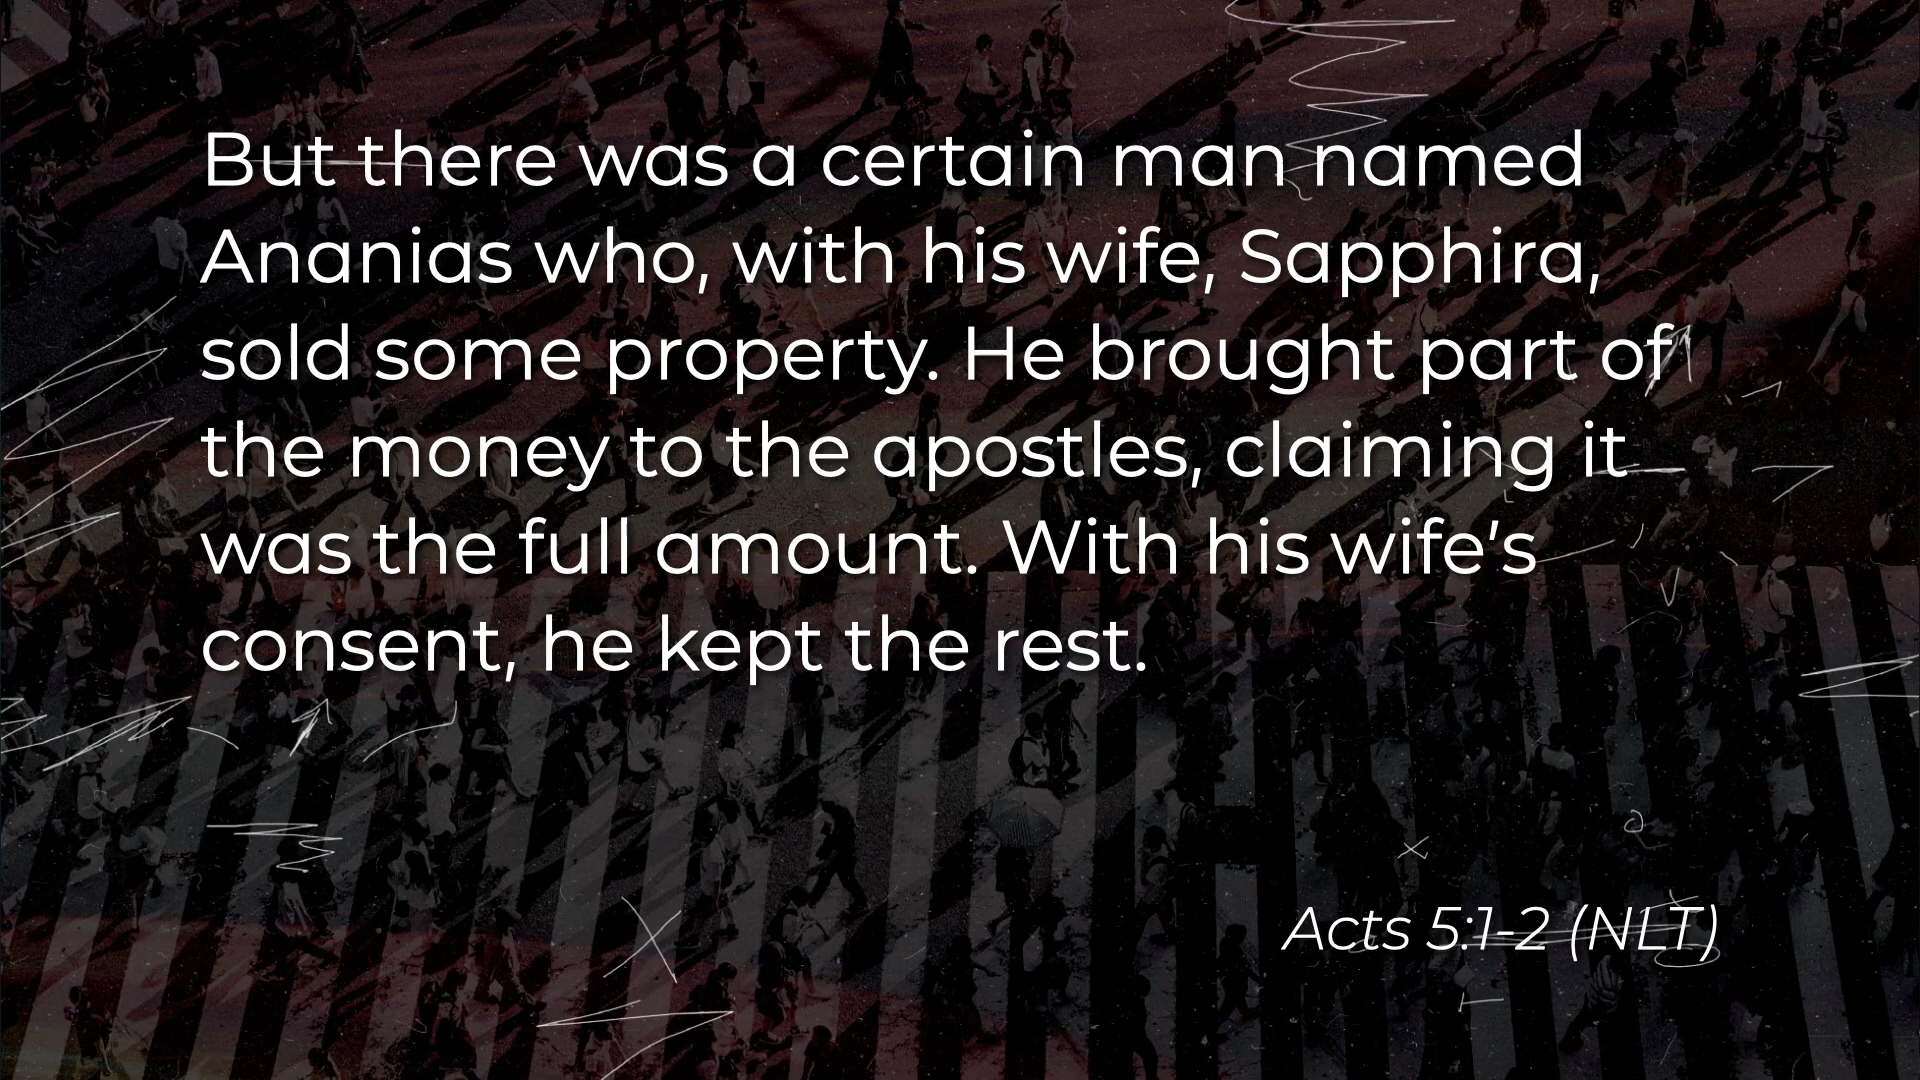 But there was a certain man named
Ananias who, with his wife, Sapphira,
sold some property. He brought part of
the money to the apostles, claiming it
was the full amount. With his wife’s
consent, he kept the rest.
Acts 5:1-2 (NLT)